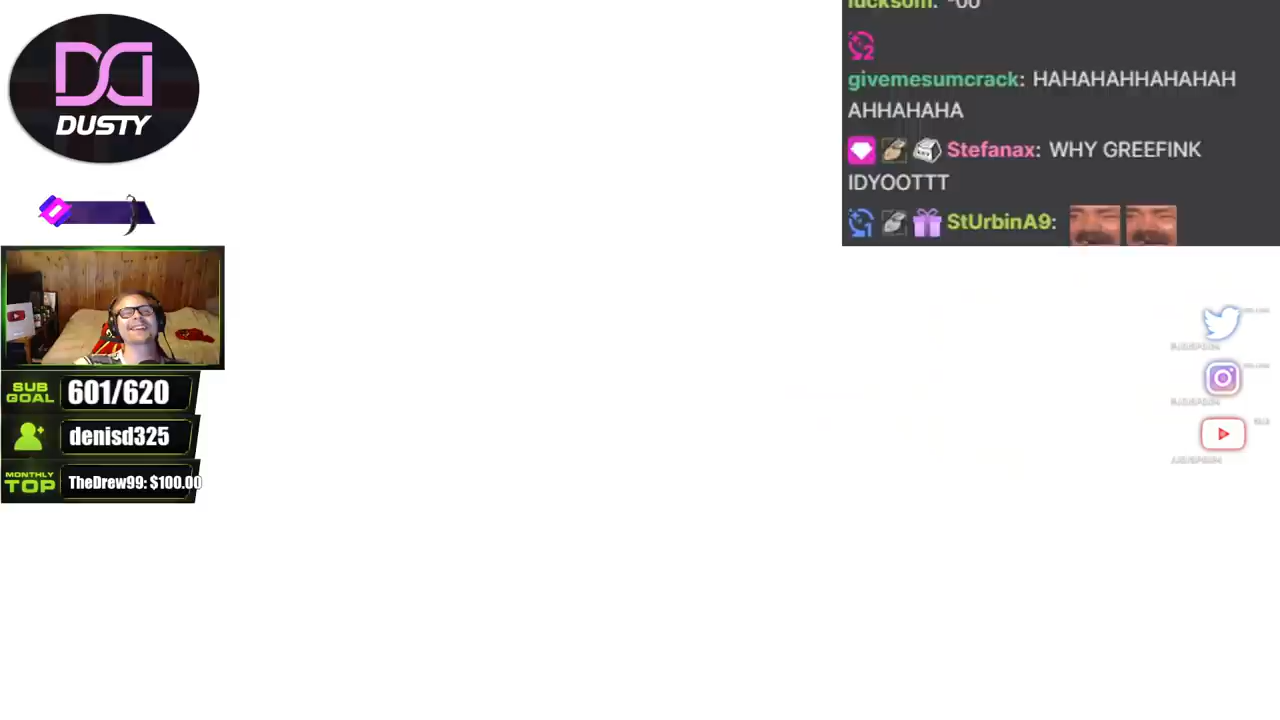 DUSTY
givemesumcrack: HAHAHAHHAHAHAH
AHHAHAHA
Stefanax: WHY GREEFINK
IDYOOTTT
StUrbinA9:
SUB
GOAL
601/620
denisd325
MONTHLY
TOP
TheDrew99: $100.00